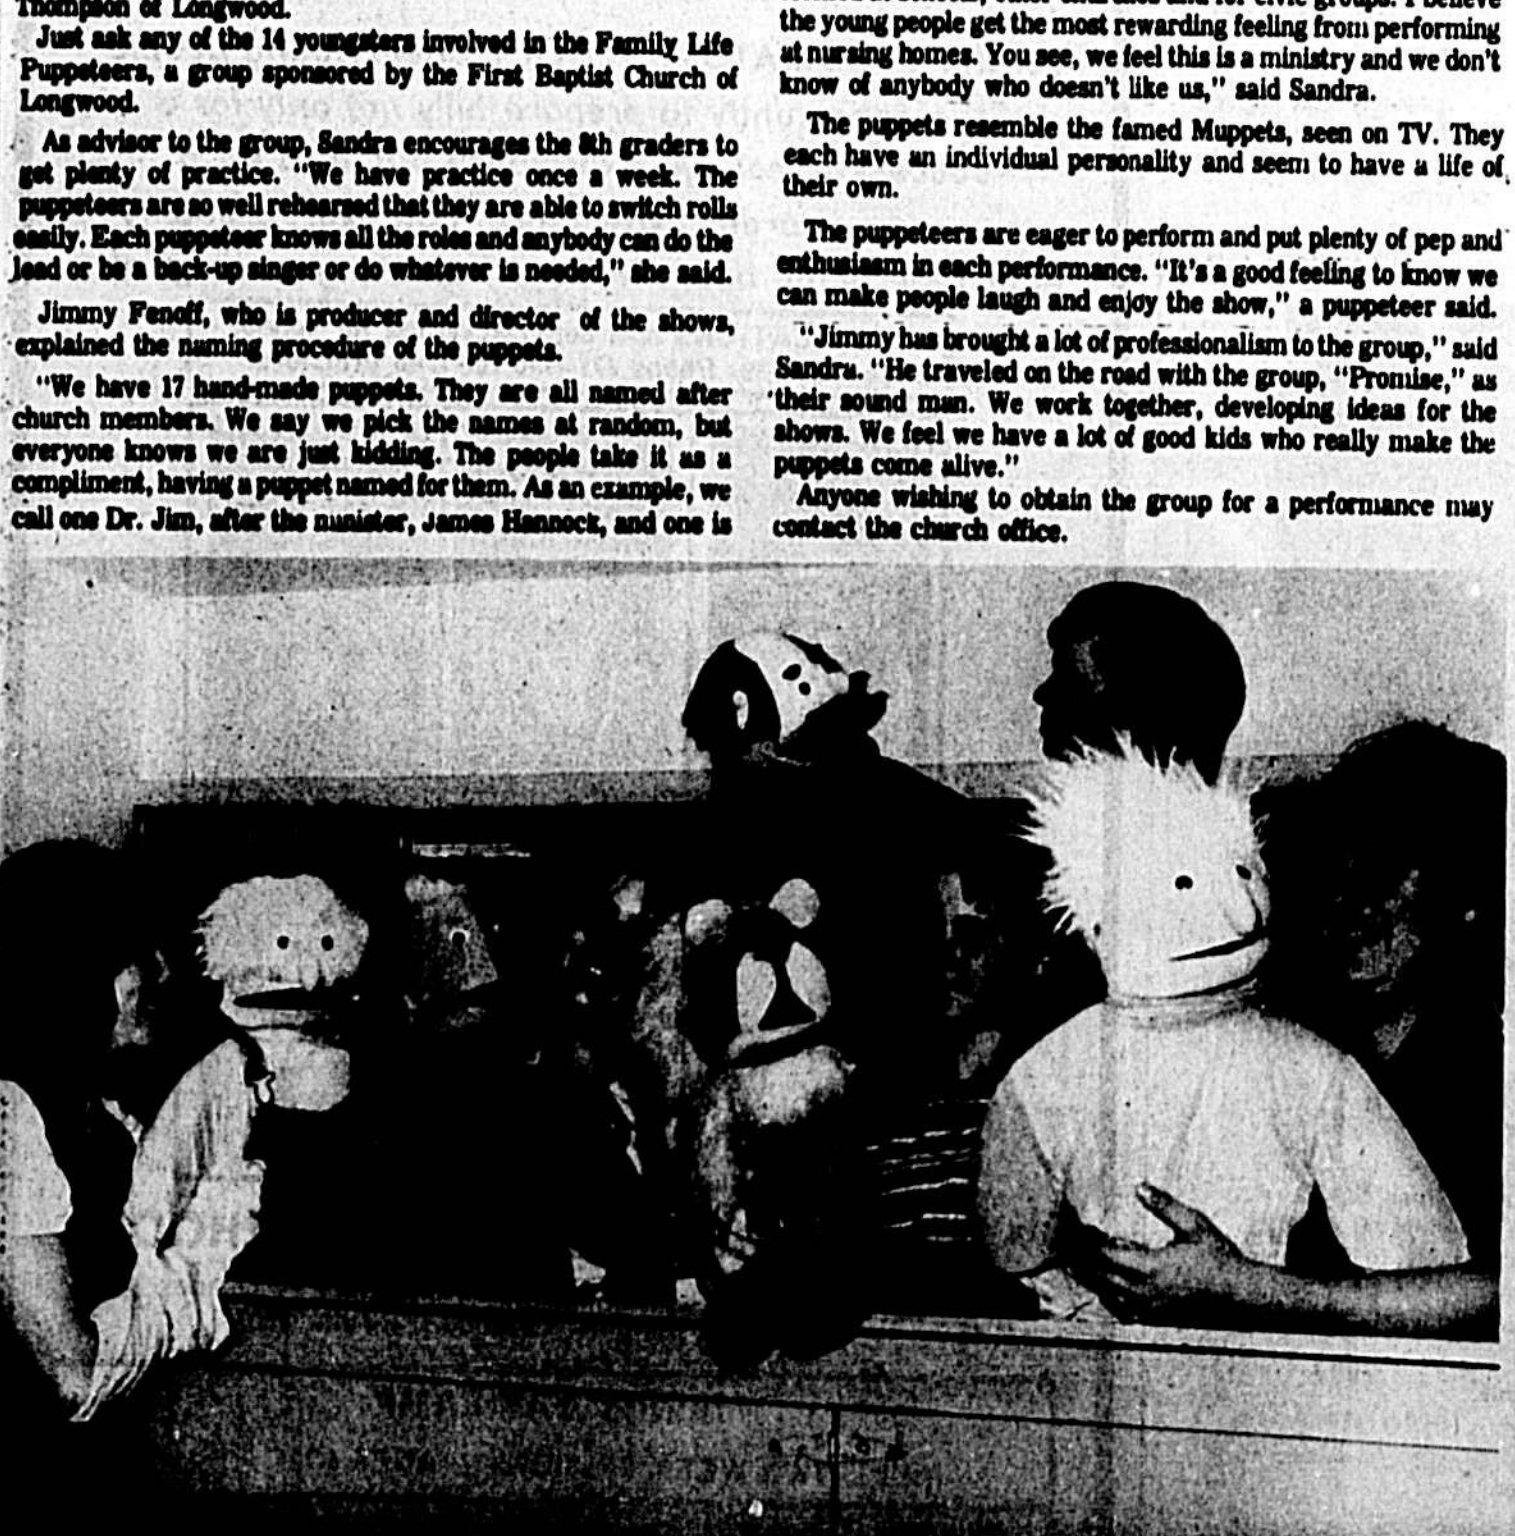 Thompson of Longwood.
Just ask any of the 14 youngsters involved in the Family Life
Puppeteers, a group sponsored by the First Baptist Church of
Longwood.
As advisor to the group, Sandra encourages the 8th graders to
get plenty of practice. "We have practice once a week. The
puppeteers are so well rehearsed that they are able to switch rolls
easily. Each puppeteer knows all the roles and anybody can do the
lead or be a back-up singer or do whatever is needed," she said.
Jimmy Fenoff, who is producer and director of the shows,
explained the naming procedure of the puppets.
"We have 17 hand-made puppets. They are all named after
church members. We say we pick the names at random, but
everyone knows we are just kidding. The people take it as a
compliment, having a puppet named for them. As an example, we
call one Dr. Jim, after the minister, James Hannock, and one is
the young people get the most rewarding feeling from performing
at nursing homes. You see, we feel this is a ministry and we don't
know of anybody who doesn't like us," said Sandra.
The puppets resemble the famed Muppets, seen on TV. They
each have an individual personality and seem to have a life of
their own.
The puppeteers are eager to perform and put plenty of pep and
enthusiasm in each performance. "It's a good feeling to know we
can make people laugh and enjoy the show," a puppeteer said.
"Jimmy has brought a lot of professionalism to the group," said
Sandra. "He traveled on the road with the group, "Promise," as
their sound man. We work together, developing ideas for the
shows. We feel we have a lot of good kids who really make the
puppets come alive."
Anyone wishing to obtain the group for a performance may
contact the church office.